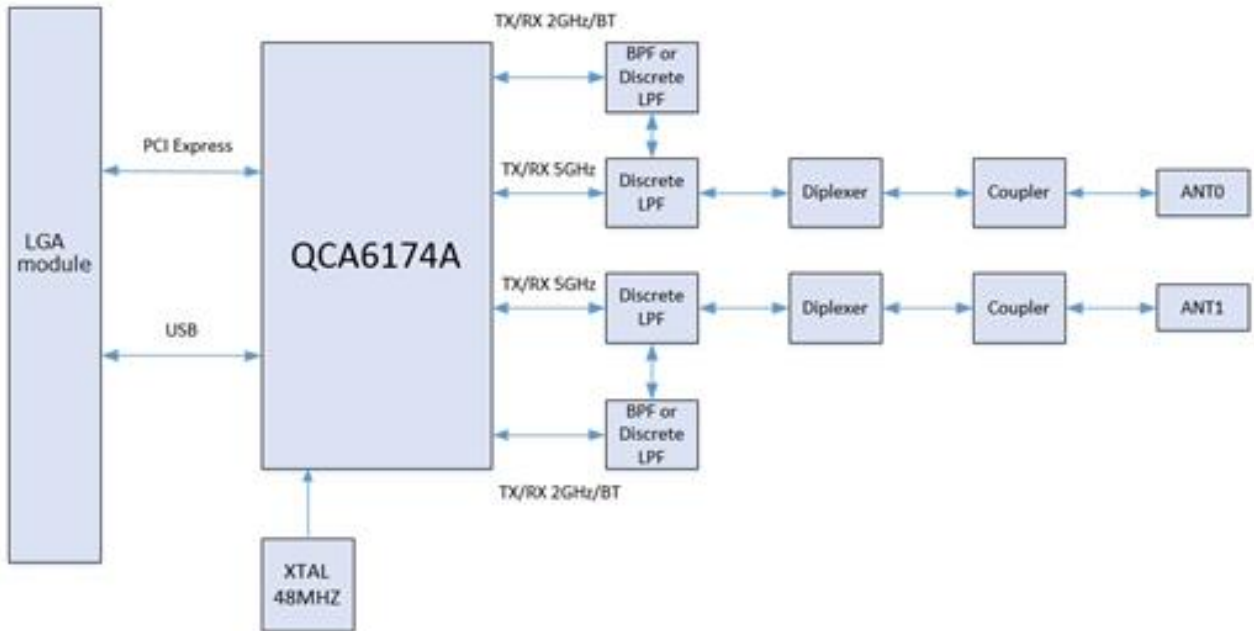 TX/RX 2GHz/BT
BPF or
Discrete
LPF
PCI Express
TX/RX 5GHz
Discrete
LPF
Diplexer
Coupler
ANT0
LGA
module
QCA6174A
TX/RX 5GHz
Discrete
LPF
Diplexer
Coupler
ANT1
USB
BPF or
Discrete
LPF
TX/RX 2GHz/BT
XTAL
48MHZ